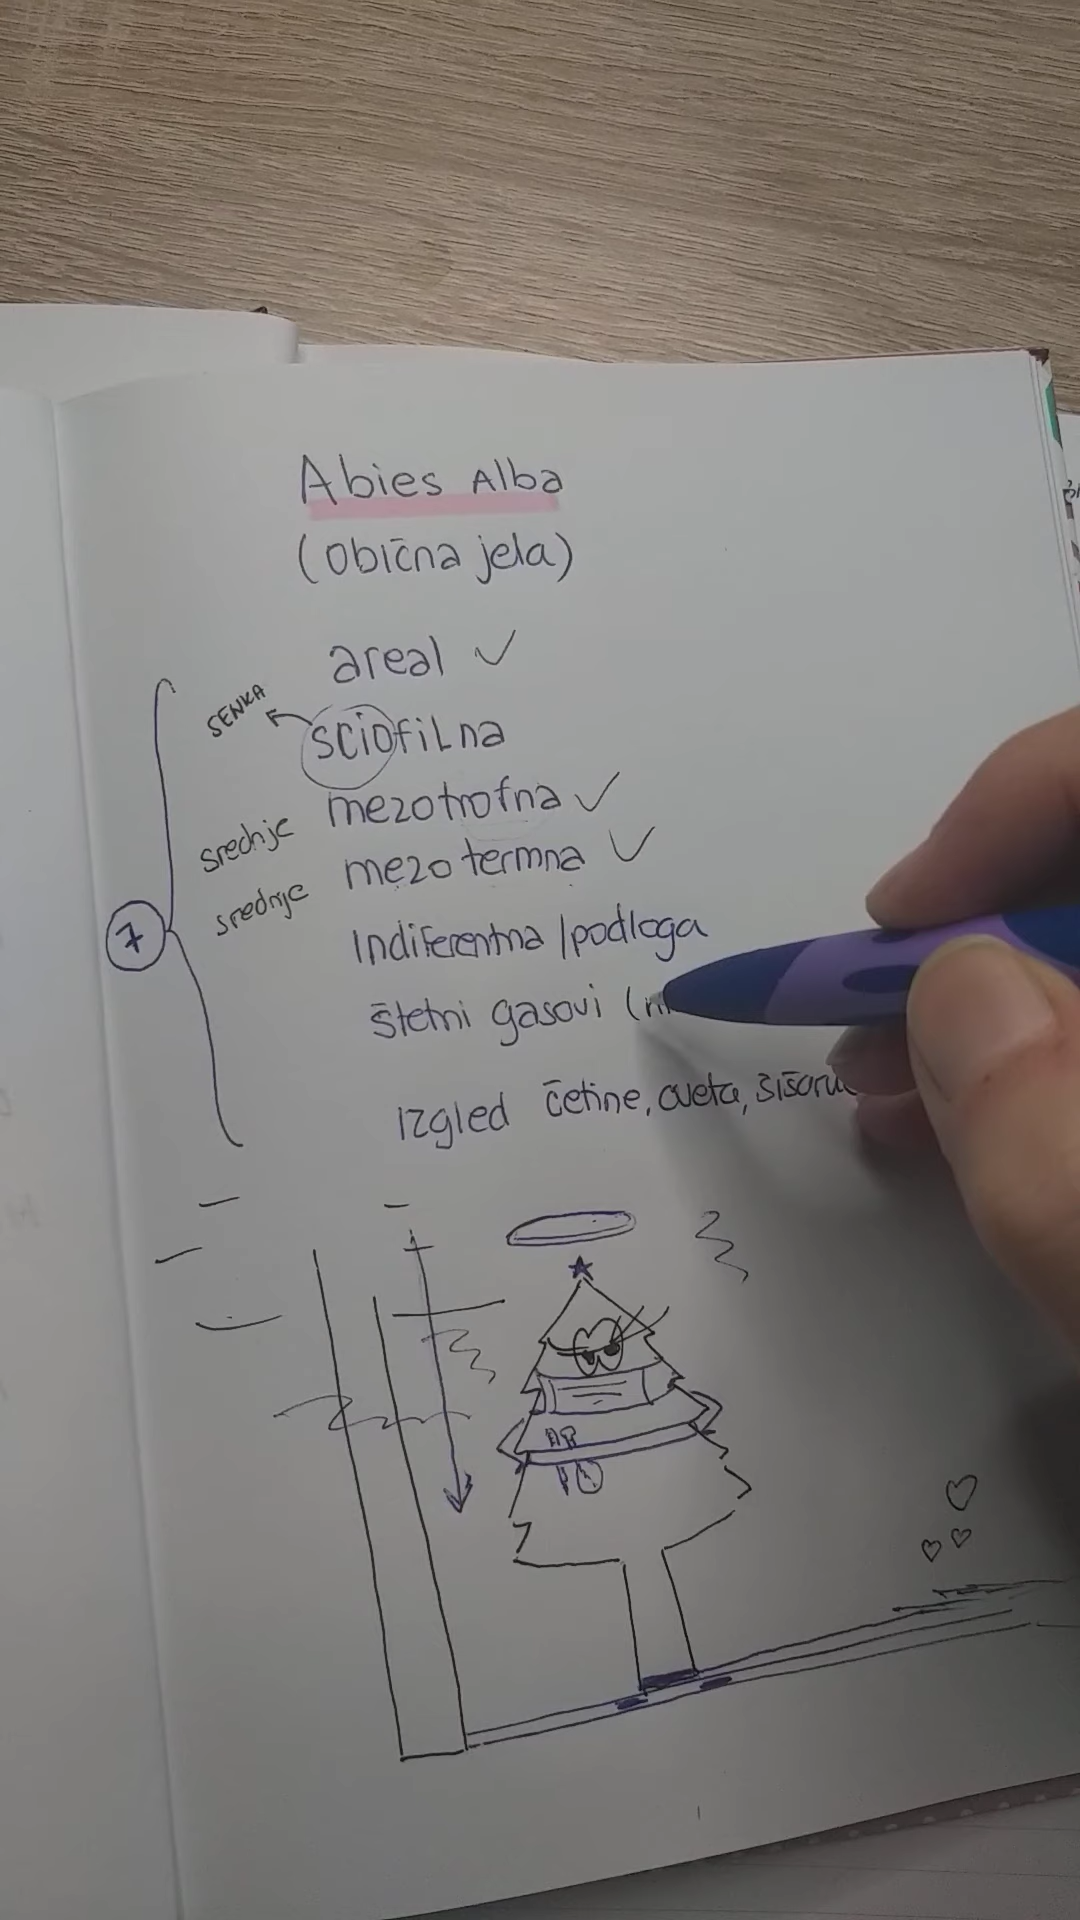 Abies Alba
(Obična jela)
areal ✓
SENKA
sciofilna
srednje mezotrofna ✓
srednje mezotermna ✓
7
Indiferentna /podloga
štetni gasovi
Izgled četine, cveta,